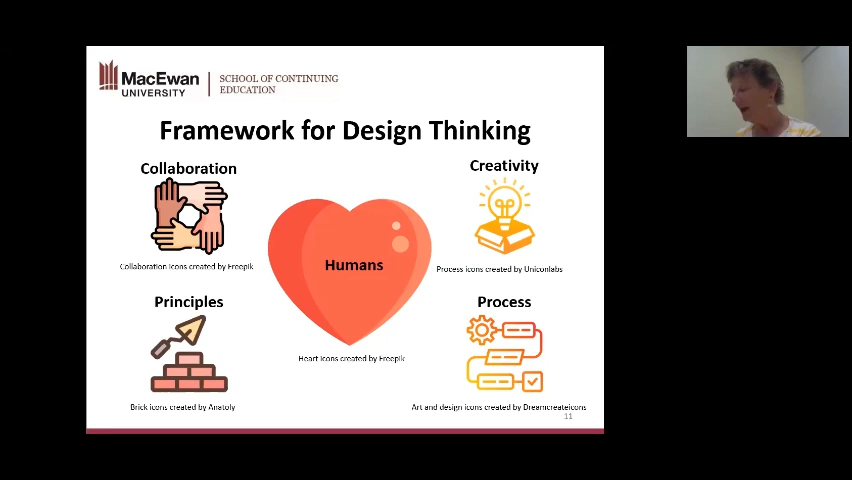 MacEwan
UNIVERSITY
SCHOOL OF CONTINUING
EDUCATION
Framework for Design Thinking
Collaboration
Collaboration icons created by Freepik
Creativity
Process icons created by Uniconlabs
Humans
Heart icons created by Freepik
Principles
Brick icons created by Anatoly
Process
Art and design icons created by Dreamcreateicons
11